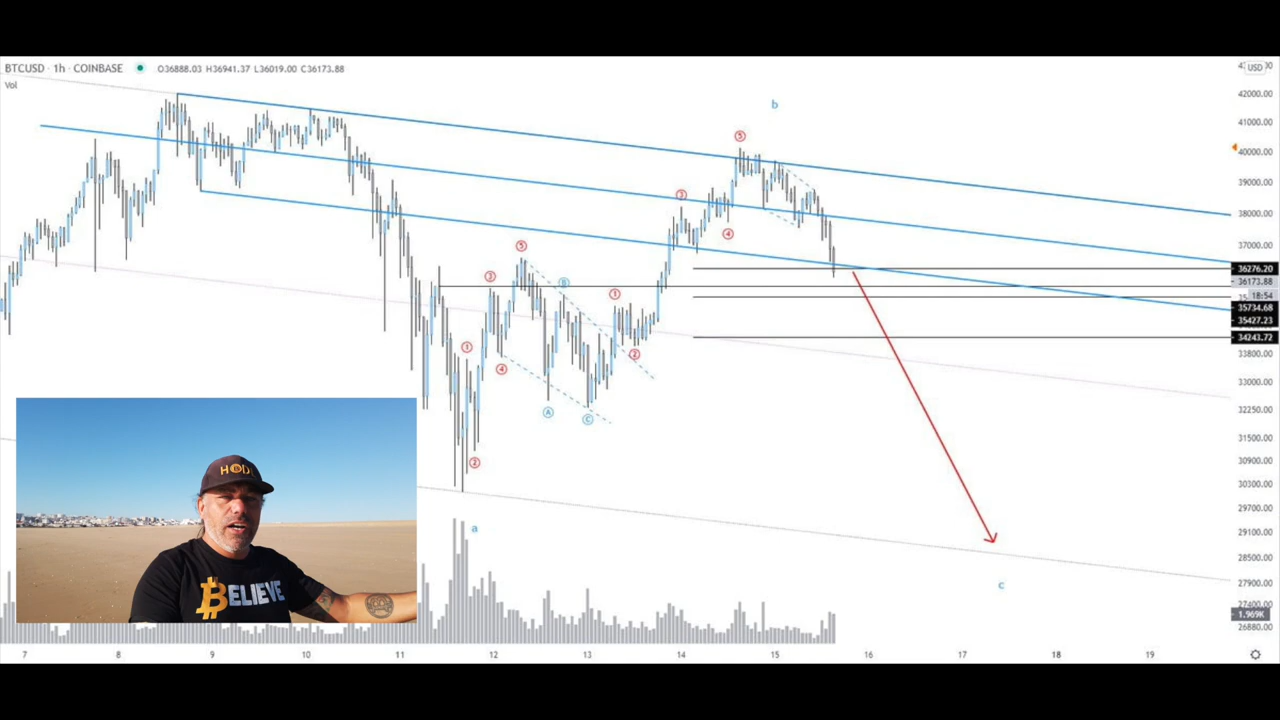 BTCUSD · 1h · COINBASE O36888.03 H36941.37 L36019.00 C36173.88
Vol
USD
42000.00
41000.00
40000.00
39000.00
38000.00
37000.00
36276.20
36173.88
18:54
35734.68
35427.23
34243.72
33800.00
33000.00
32250.00
31500.00
30900.00
30300.00
29700.00
29100.00
28500.00
27900.00
27400.00
1.969K
26880.00
b
5
3
4
5
3
B
1
1
4
2
A
C
2
a
c
HODL
BELIEVE
7 8 9 10 11 12 13 14 15 16 17 18 19